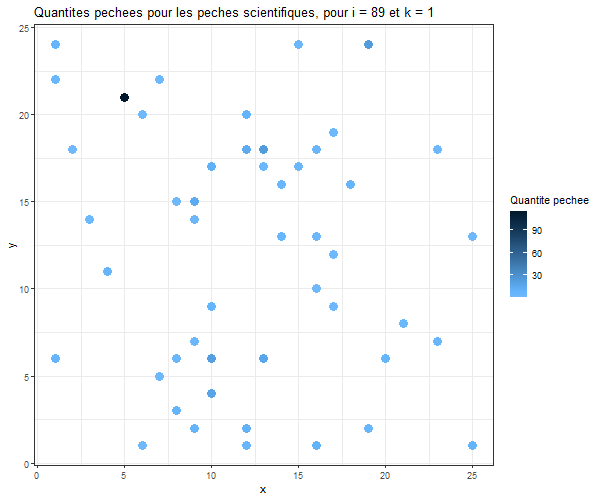 Quantites pechees pour les peches scientifiques, pour i = 89 et k = 1
25
20
15
10
5
0
y
0 5 10 15 20 25
x
Quantite pechee
90
60
30